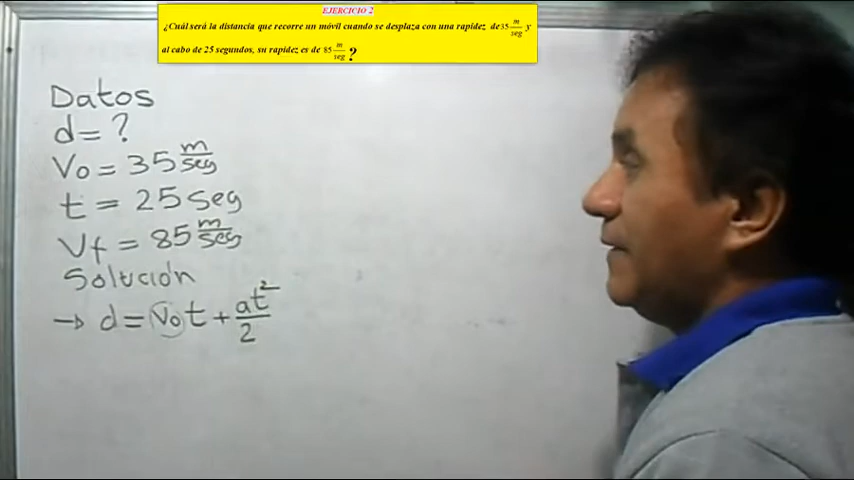 EJERCICIO 2
¿Cuál será la distancia que recorre un móvil cuando se desplaza con una rapidez de 35 m/seg y
al cabo de 25 segundos, su rapidez es de 85 m/seg ?
Datos
d = ?
Vo = 35 m/seg
t = 25 seg
Vf = 85 m/seg
Solución
→ d = Vo t + at²/2